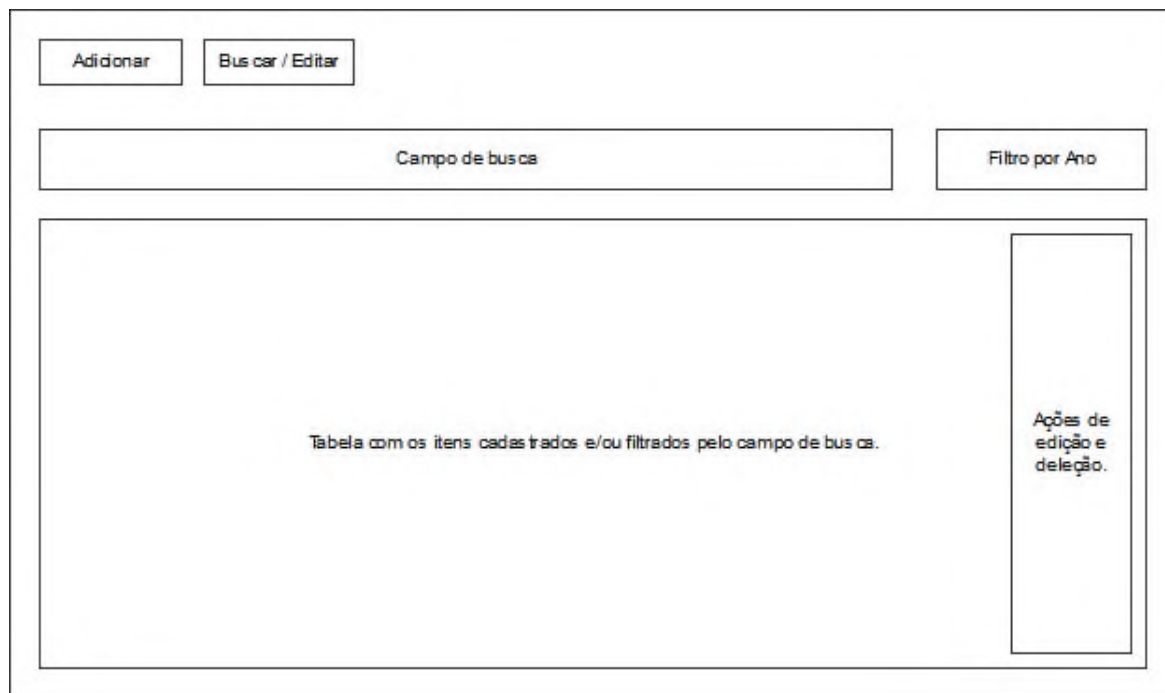 Adicionar
Buscar / Editar
Campo de busca
Filtro por Ano
Tabela com os itens cadastrados e/ou filtrados pelo campo de busca.
Ações de
edição e
deleção.